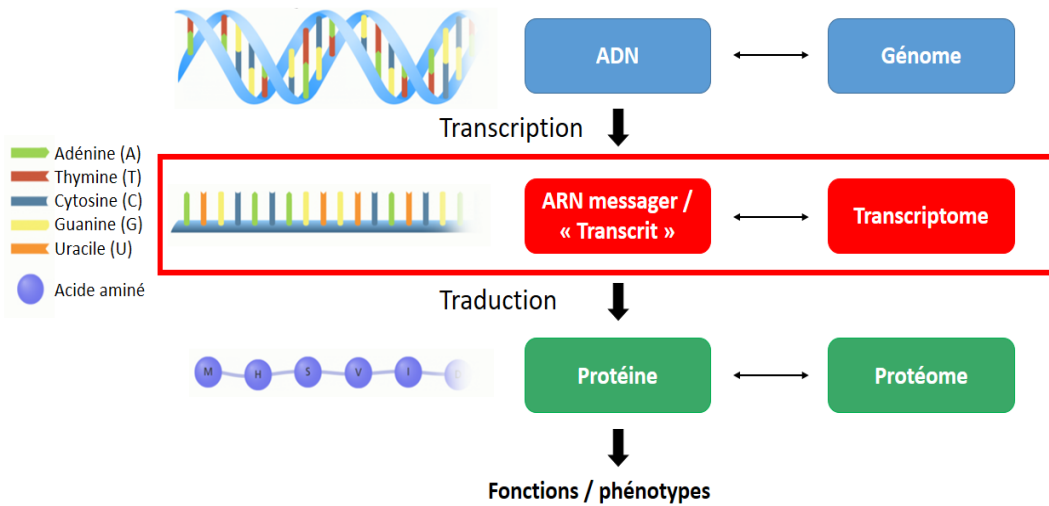 ADN
Génome
Transcription
Adénine (A)
Thymine (T)
Cytosine (C)
Guanine (G)
Uracile (U)
Acide aminé
ARN messager /
« Transcrit »
Transcriptome
Traduction
M H S V I
Protéine
Protéome
Fonctions / phénotypes